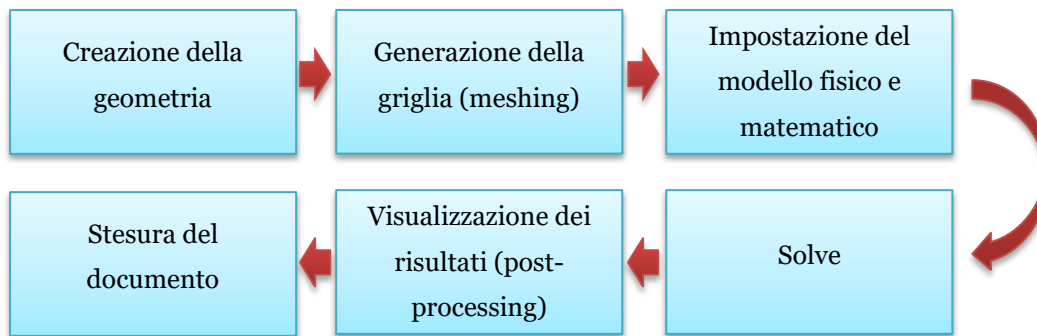 Creazione della
geometria
Generazione della
griglia (meshing)
Impostazione del
modello fisico e
matematico
Stesura del
documento
Visualizzazione dei
risultati (post-
processing)
Solve